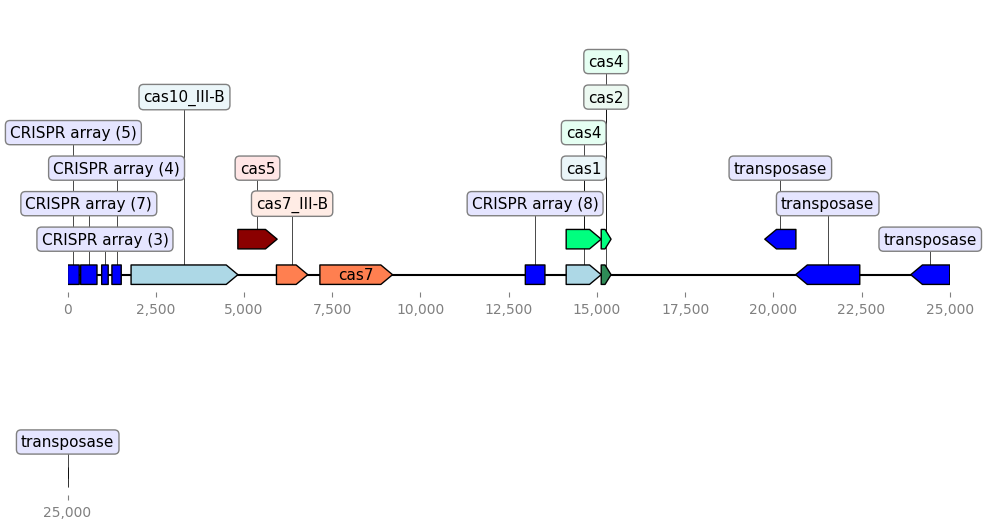 cas4
cas10_III-B
cas2
CRISPR array (5)
cas4
CRISPR array (4)
cas5
cas1
transposase
CRISPR array (7)
cas7_III-B
CRISPR array (8)
transposase
CRISPR array (3)
transposase
cas7
0
2,500
5,000
7,500
10,000
12,500
15,000
17,500
20,000
22,500
25,000
transposase
25,000